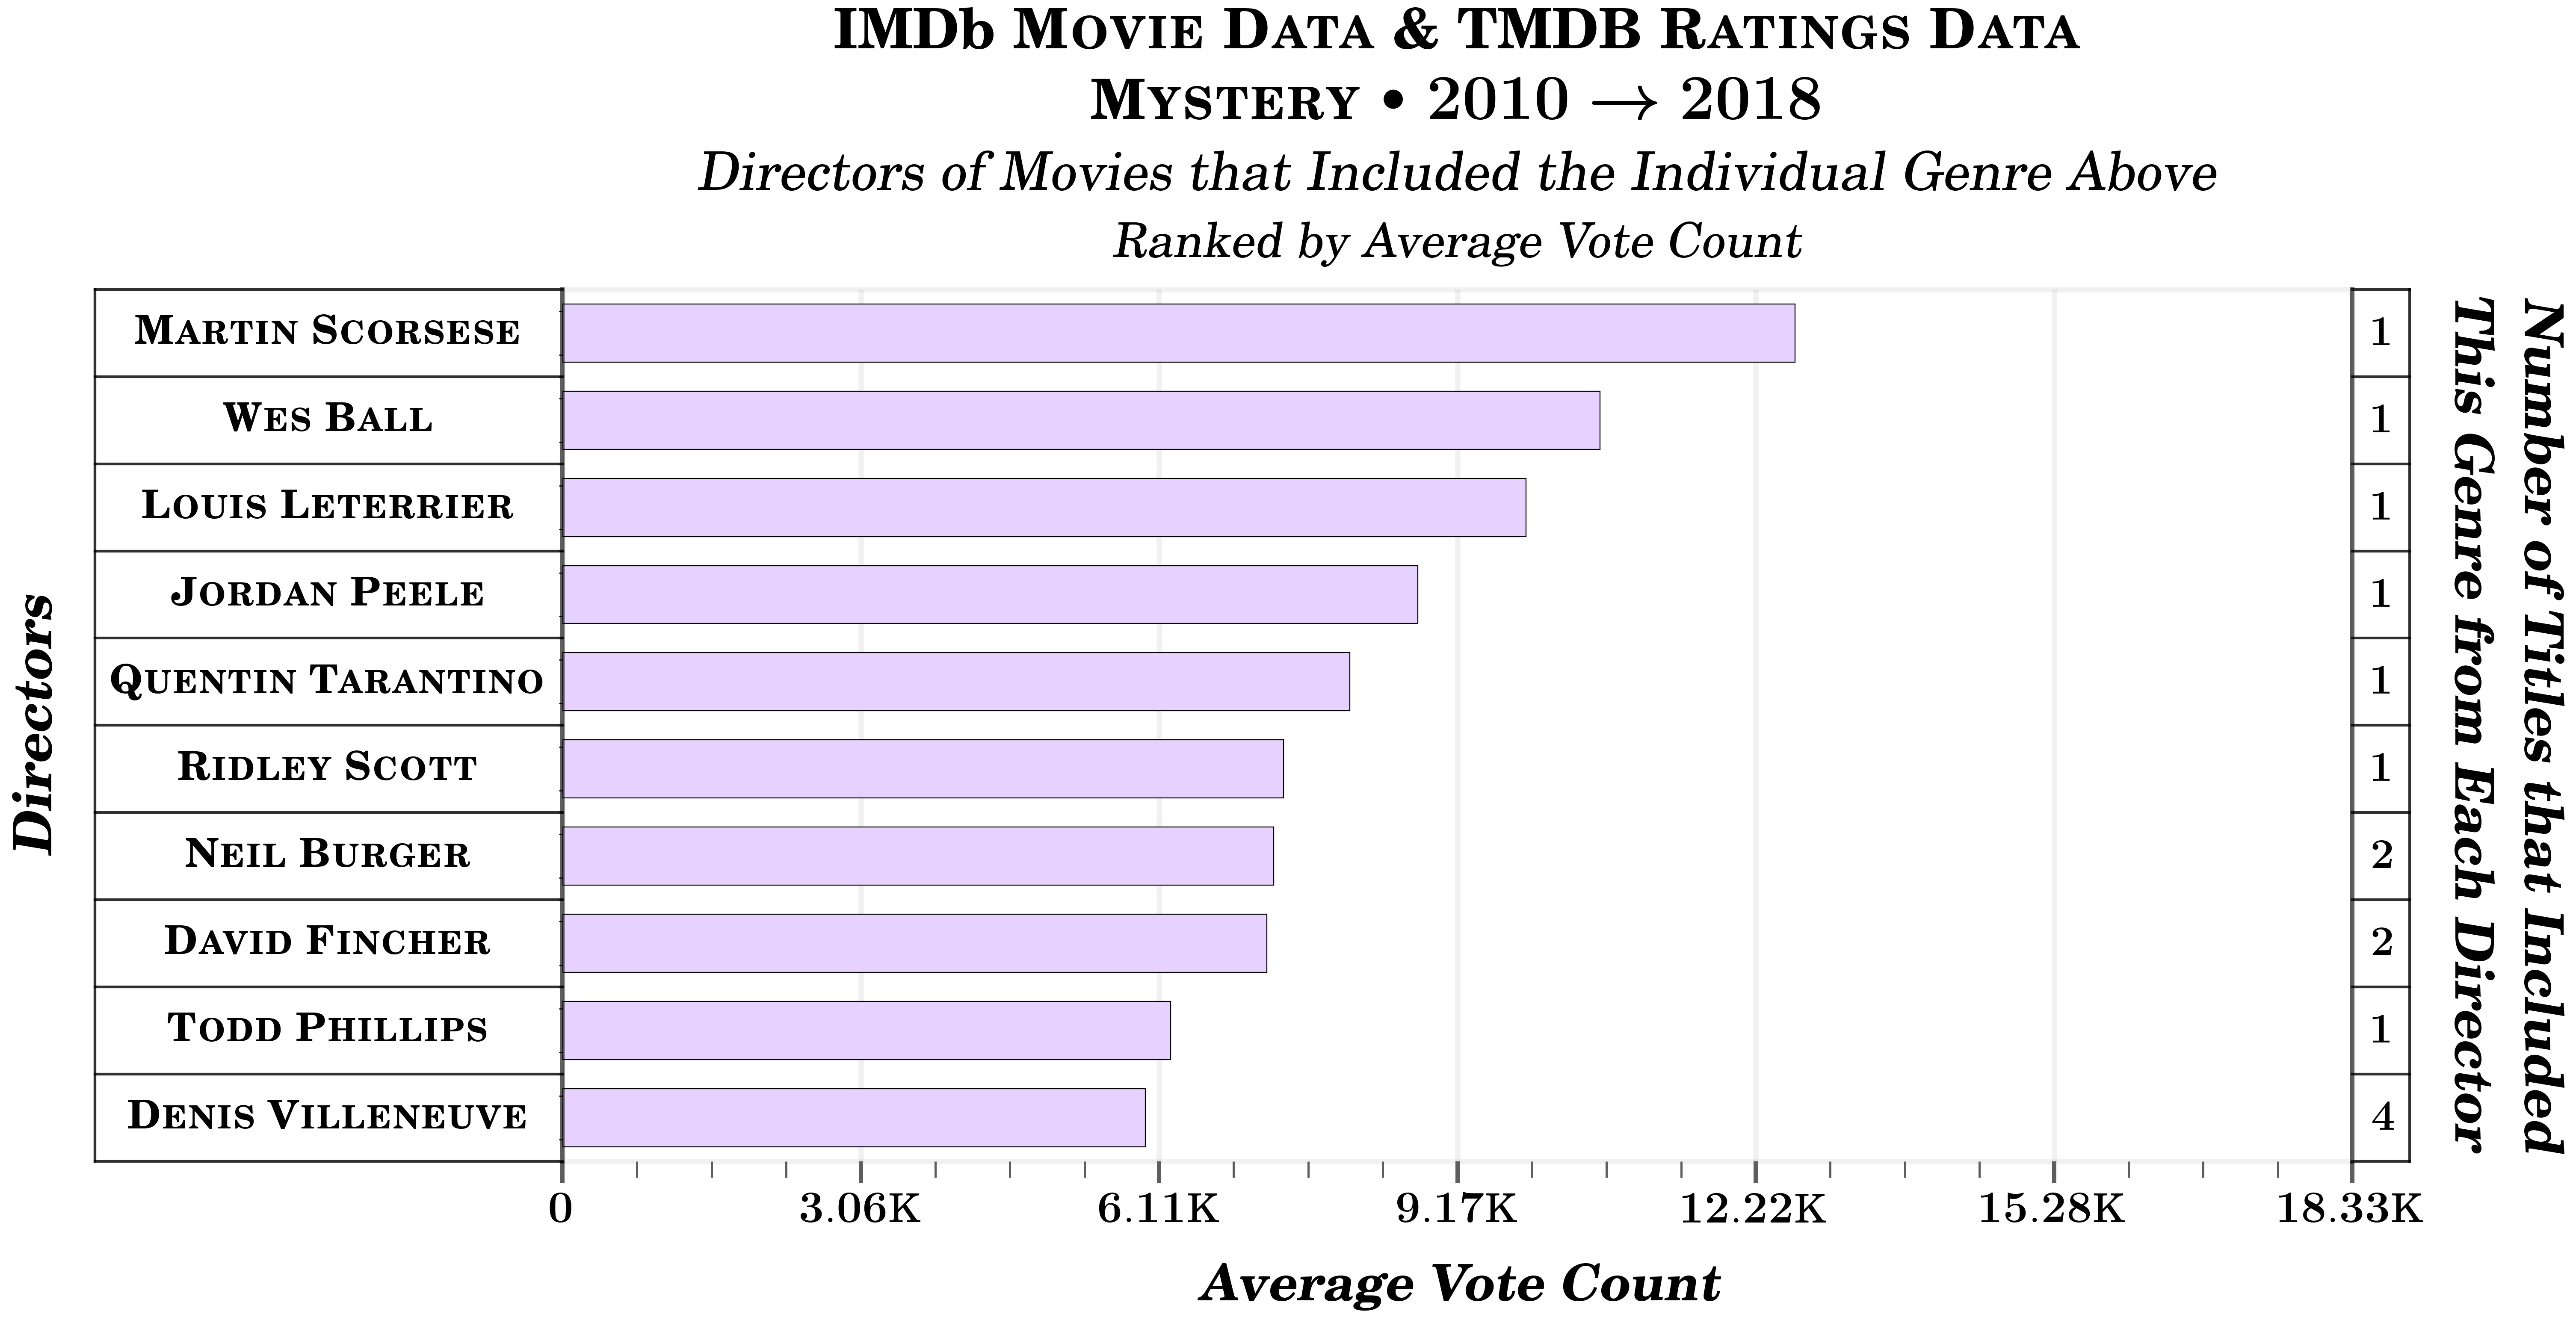 IMDb Movie Data & TMDB Ratings Data
Mystery • 2010 → 2018
Directors of Movies that Included the Individual Genre Above
Ranked by Average Vote Count
Directors
Martin Scorsese 1
Wes Ball 1
Louis Leterrier 1
Jordan Peele 1
Quentin Tarantino 1
Ridley Scott 1
Neil Burger 2
David Fincher 2
Todd Phillips 1
Denis Villeneuve 4
Number of Titles that Included
This Genre from Each Director
0 3.06K 6.11K 9.17K 12.22K 15.28K 18.33K
Average Vote Count